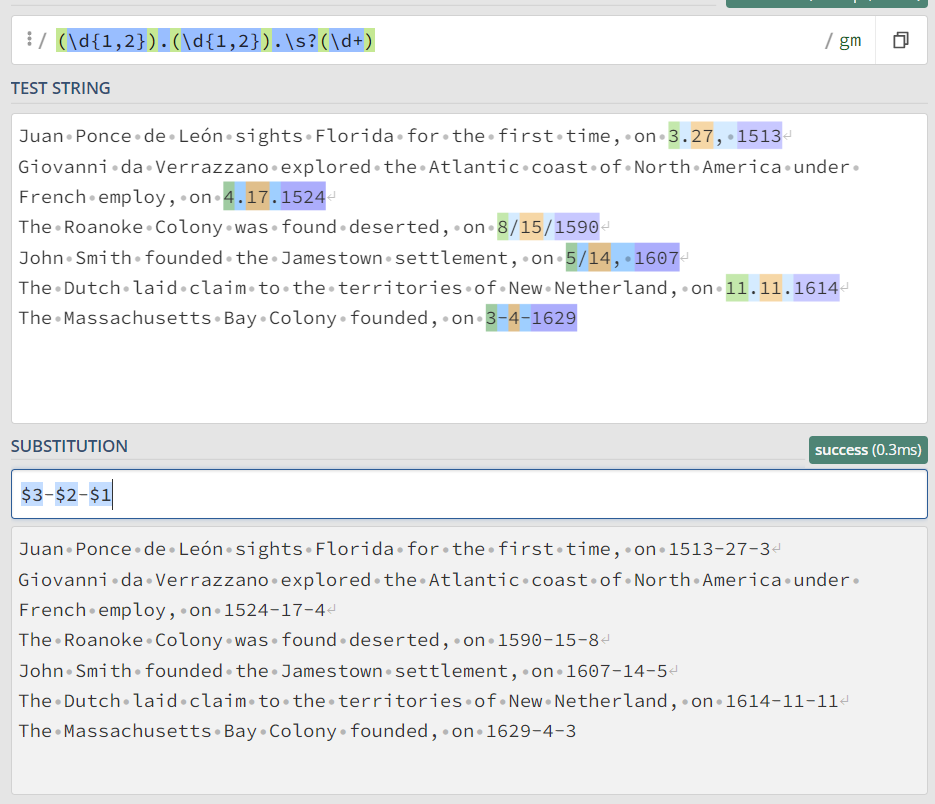 / (\d{1,2}).(\d{1,2}).\s?(\d+) / gm
TEST STRING
Juan·Ponce·de·León·sights·Florida·for·the·first·time,·on·3.27,·1513↵
Giovanni·da·Verrazzano·explored·the·Atlantic·coast·of·North·America·under·
French·employ,·on·4.17.1524↵
The·Roanoke·Colony·was·found·deserted,·on·8/15/1590↵
John·Smith·founded·the·Jamestown·settlement,·on·5/14,·1607↵
The·Dutch·laid·claim·to·the·territories·of·New·Netherland,·on·11.11.1614↵
The·Massachusetts·Bay·Colony·founded,·on·3-4-1629
SUBSTITUTION
success (0.3ms)
$3-$2-$1
Juan·Ponce·de·León·sights·Florida·for·the·first·time,·on·1513-27-3↵
Giovanni·da·Verrazzano·explored·the·Atlantic·coast·of·North·America·under·
French·employ,·on·1524-17-4↵
The·Roanoke·Colony·was·found·deserted,·on·1590-15-8↵
John·Smith·founded·the·Jamestown·settlement,·on·1607-14-5↵
The·Dutch·laid·claim·to·the·territories·of·New·Netherland,·on·1614-11-11↵
The·Massachusetts·Bay·Colony·founded,·on·1629-4-3